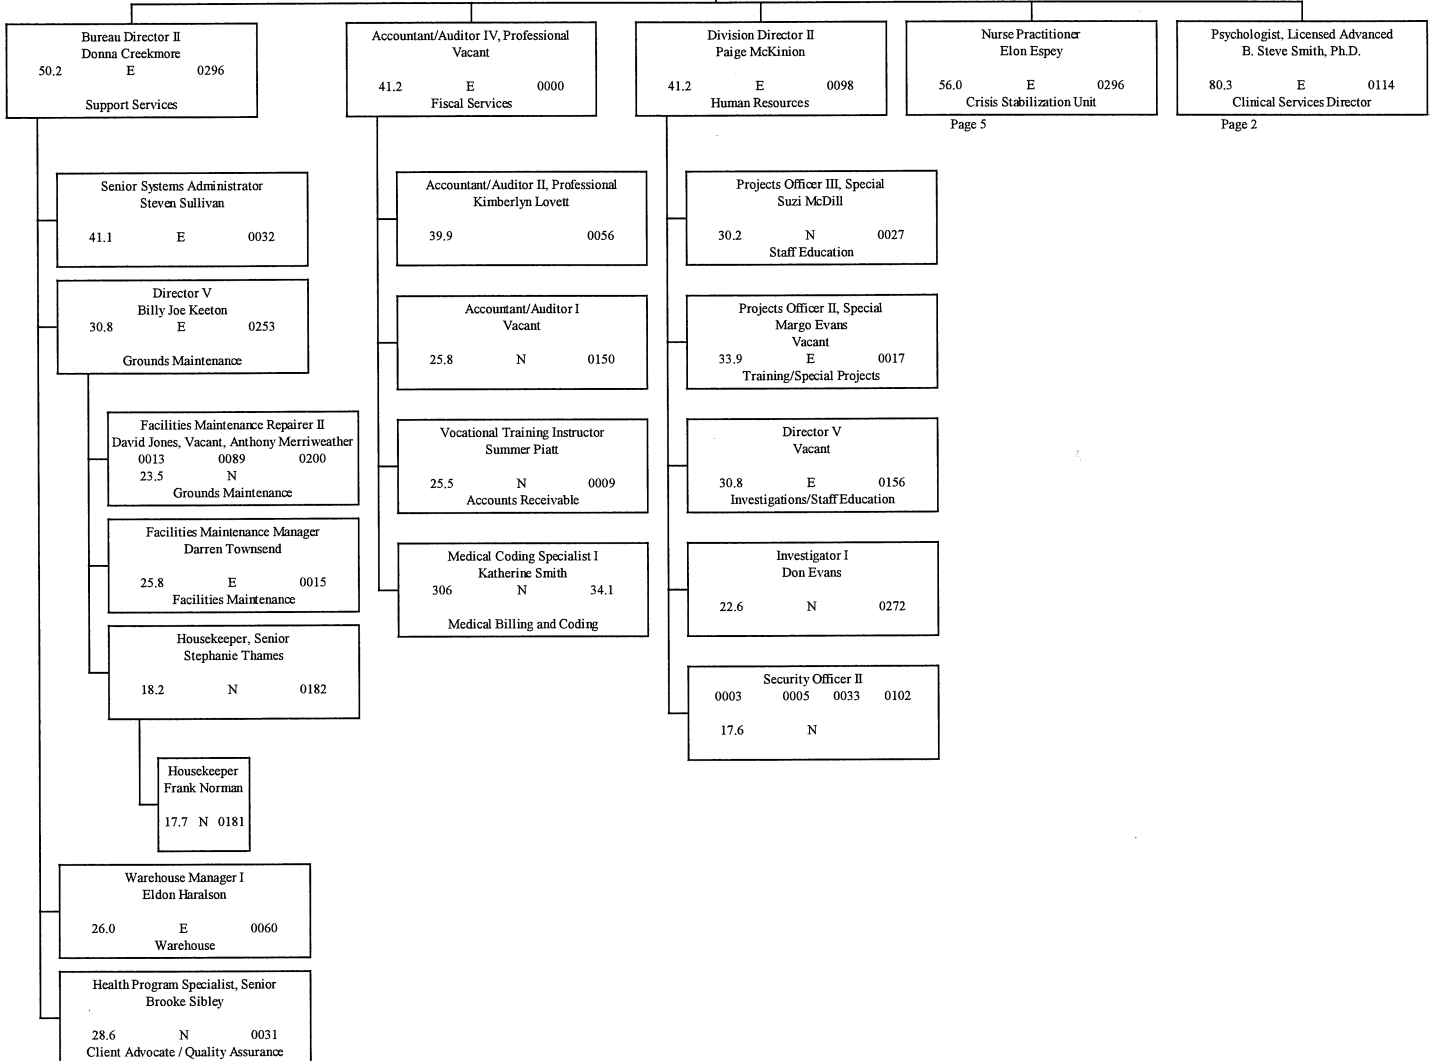 Bureau Director II
Donna Creekmore
50.2 E 0296
Support Services
Accountant/Auditor IV, Professional
Vacant
41.2 E 0000
Fiscal Services
Division Director II
Paige McKinion
41.2 E 0098
Human Resources
Nurse Practitioner
Elon Espey
56.0 E 0296
Crisis Stabilization Unit
Page 5
Psychologist, Licensed Advanced
B. Steve Smith, Ph.D.
80.3 E 0114
Clinical Services Director
Page 2
Senior Systems Administrator
Steven Sullivan
41.1 E 0032
Director V
Billy Joe Keeton
30.8 E 0253
Grounds Maintenance
Facilities Maintenance Repairer II
David Jones, Vacant, Anthony Merriweather
0013 0089 0200
23.5 N
Grounds Maintenance
Facilities Maintenance Manager
Darren Townsend
25.8 E 0015
Facilities Maintenance
Housekeeper, Senior
Stephanie Thames
18.2 N 0182
Housekeeper
Frank Norman
17.7 N 0181
Warehouse Manager I
Eldon Haralson
26.0 E 0060
Warehouse
Health Program Specialist, Senior
Brooke Sibley
28.6 N 0031
Client Advocate / Quality Assurance
Accountant/Auditor II, Professional
Kimberlyn Lovett
39.9 0056
Accountant/Auditor I
Vacant
25.8 N 0150
Vocational Training Instructor
Summer Piatt
25.5 N 0009
Accounts Receivable
Medical Coding Specialist I
Katherine Smith
306 N 34.1
Medical Billing and Coding
Projects Officer III, Special
Suzi McDill
30.2 N 0027
Staff Education
Projects Officer II, Special
Margo Evans
Vacant
33.9 E 0017
Training/Special Projects
Director V
Vacant
30.8 E 0156
Investigations/Staff Education
Investigator I
Don Evans
22.6 N 0272
Security Officer II
0003 0005 0033 0102
17.6 N